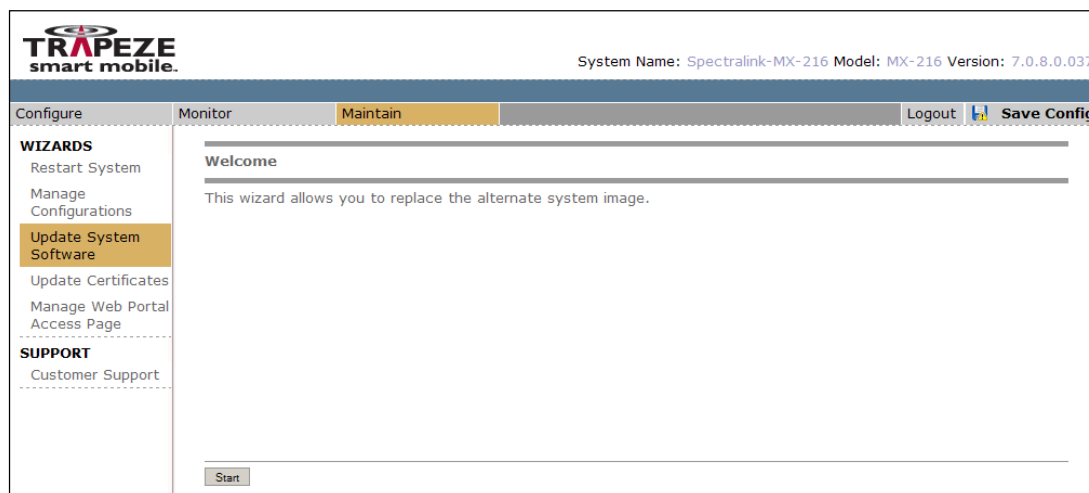 TRAPEZE
smart mobile.
System Name: Spectralink-MX-216 Model: MX-216 Version: 7.0.8.0.037
Configure Monitor Maintain Logout Save Config
WIZARDS
Restart System
Manage
Configurations
Update System
Software
Update Certificates
Manage Web Portal
Access Page
SUPPORT
Customer Support
Welcome
This wizard allows you to replace the alternate system image.
Start